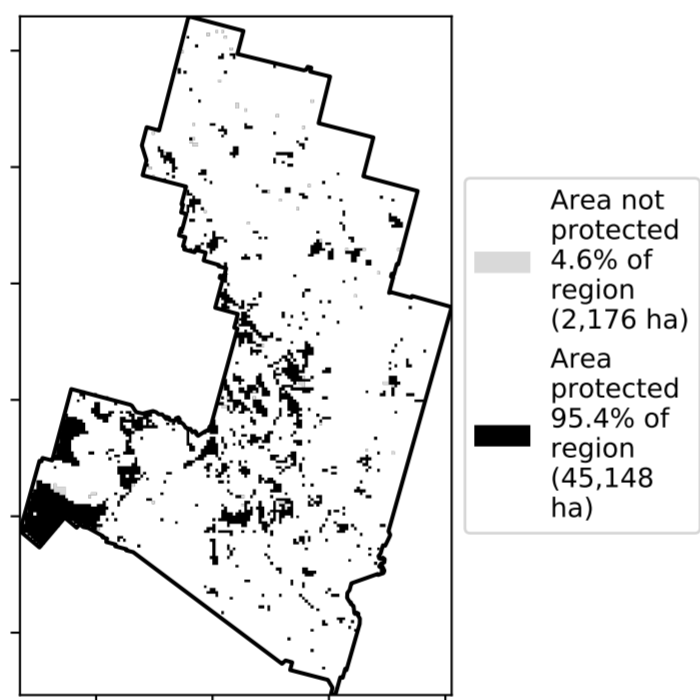 Area not
protected
4.6% of
region
(2,176 ha)
Area
protected
95.4% of
region
(45,148
ha)